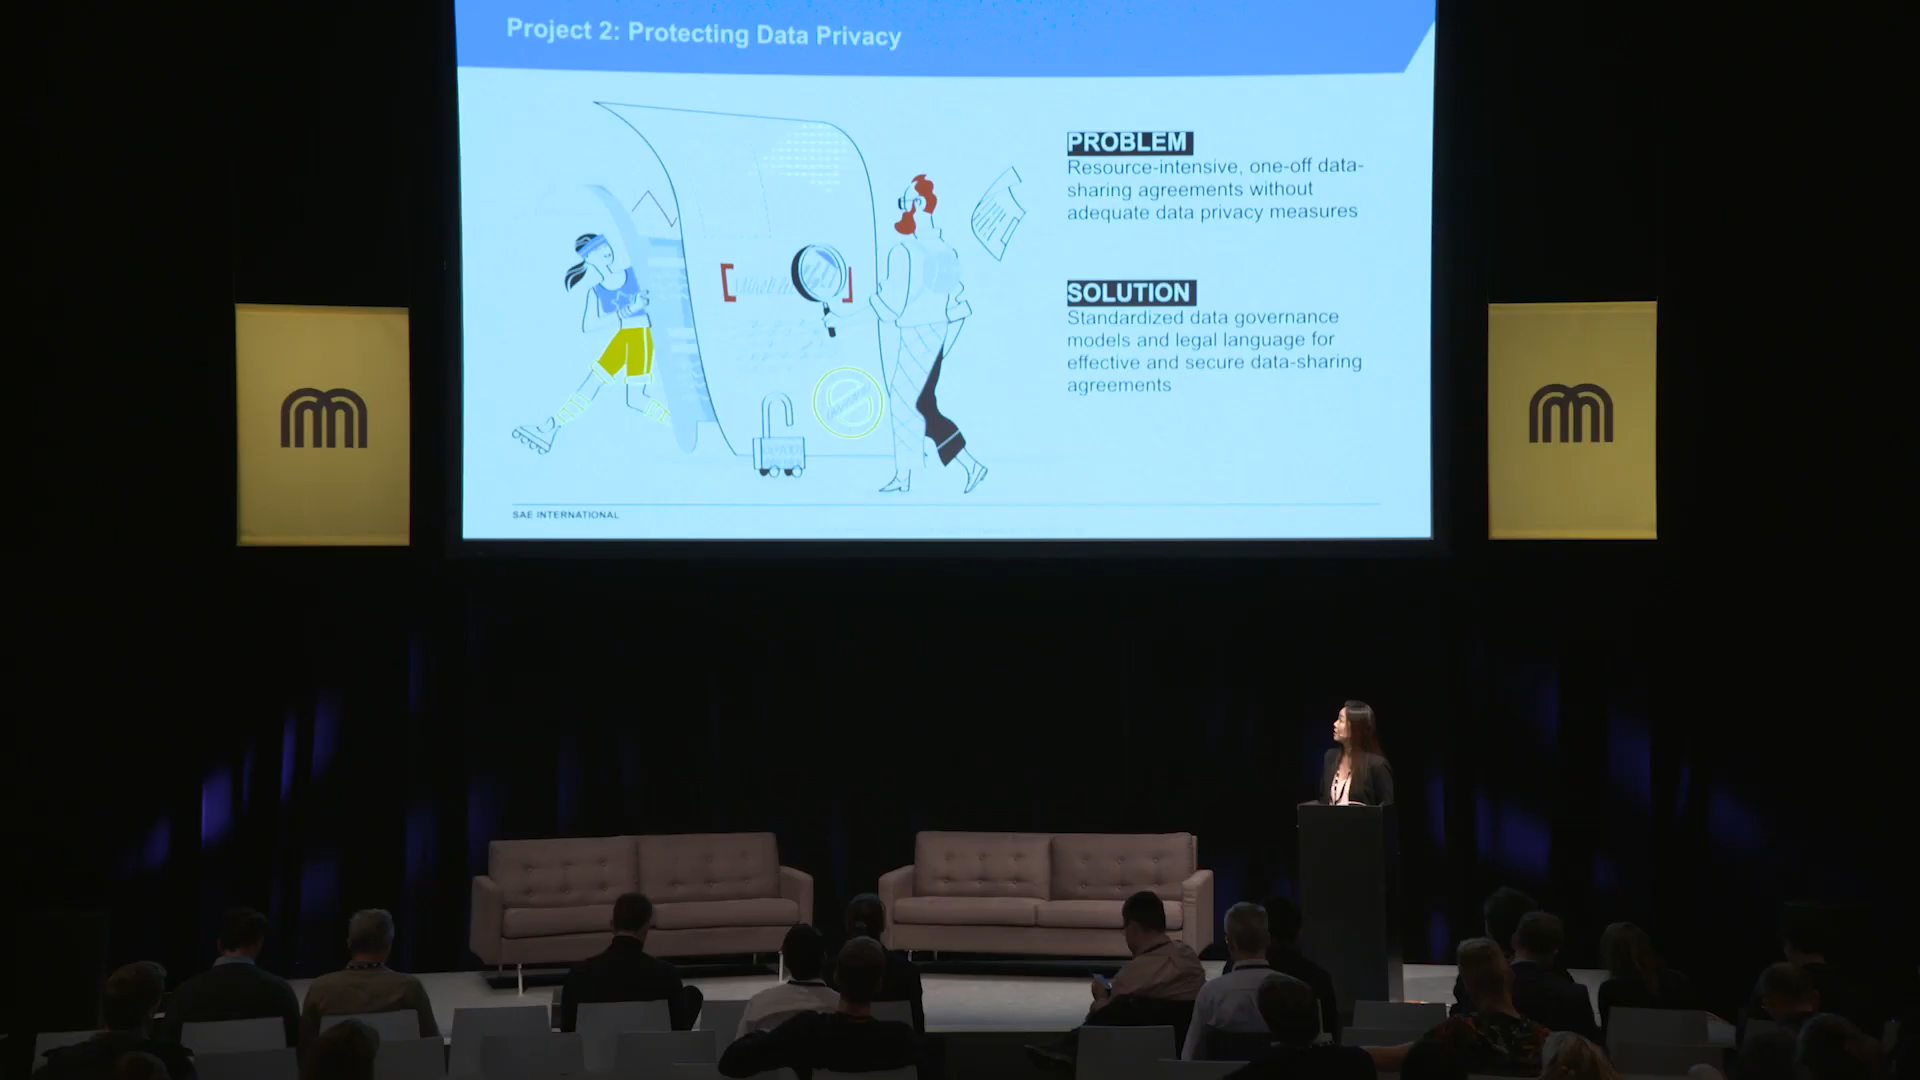 Project 2: Protecting Data Privacy
PROBLEM
Resource-intensive, one-off data-
sharing agreements without
adequate data privacy measures
SOLUTION
Standardized data governance
models and legal language for
effective and secure data-sharing
agreements
SAE INTERNATIONAL